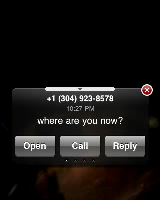 +1 (304) 923-8578
10:27 PM
where are you now?
Open
Call
Reply